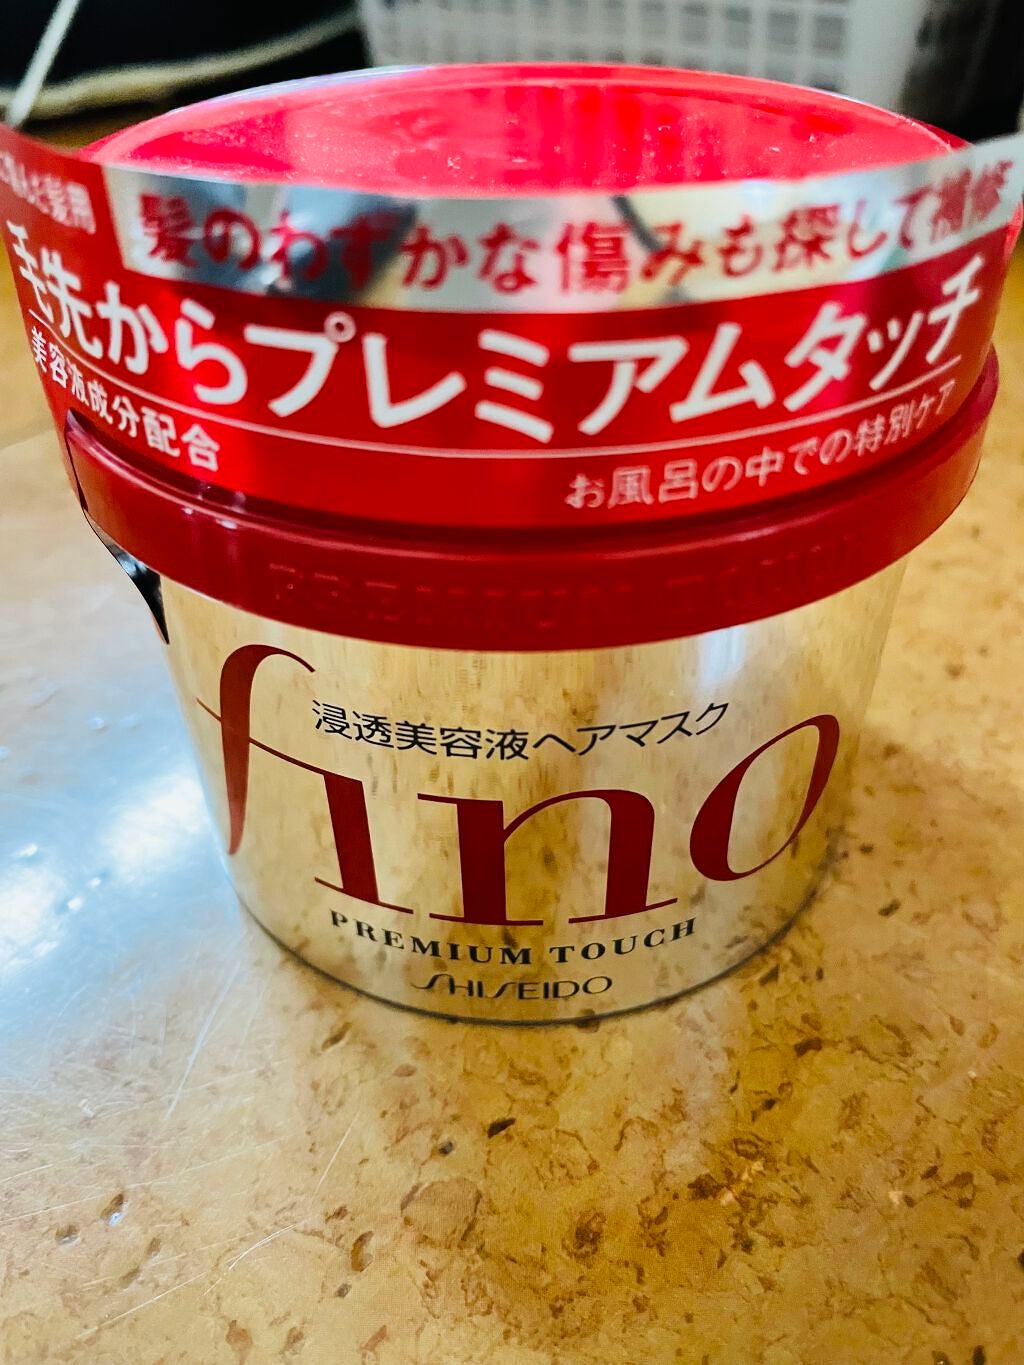 髪のわずかな傷みも探して補修
毛先からプレミアムタッチ
美容液成分配合
お風呂の中での特別ケア
PREMIUM TOUCH
浸透美容液ヘアマスク
fino
PREMIUM TOUCH
SHISEIDO